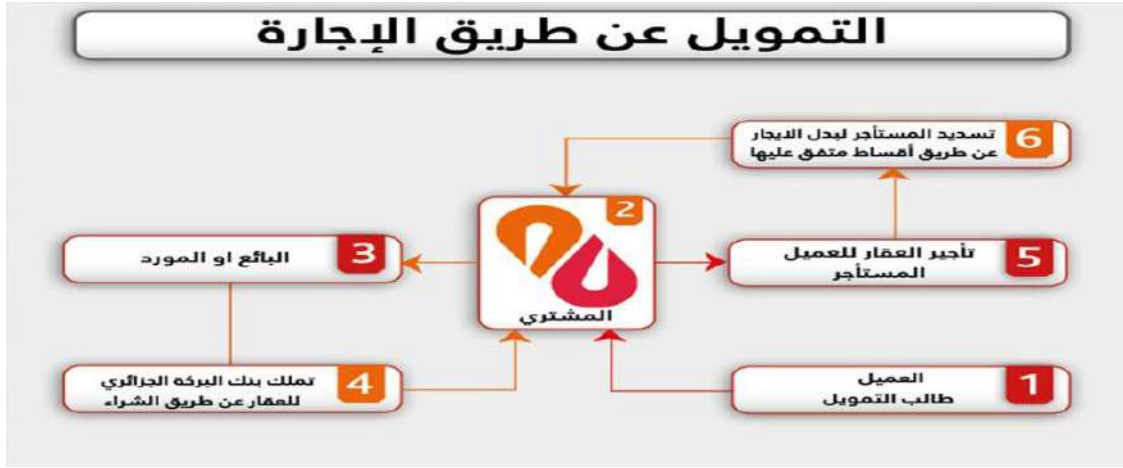 التمويل عن طريق الإجارة
6
تسديد المستأجر لبدل الايجار
عن طريق أقساط متفق عليها
2
المشتري
3
البائع او المورد
5
تأجير العقار للعميل
المستأجر
4
تملك بنك البركة الجزائري
للعقار عن طريق الشراء
1
العميل
طالب التمويل